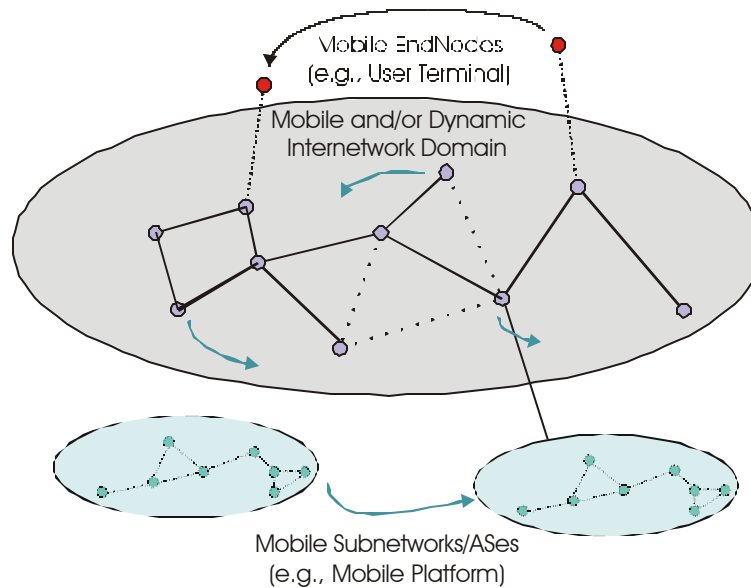 Mobile EndNodes
(e.g., User Terminal)
Mobile and/or Dynamic
Internetwork Domain
Mobile Subnetworks/ASes
(e.g., Mobile Platform)